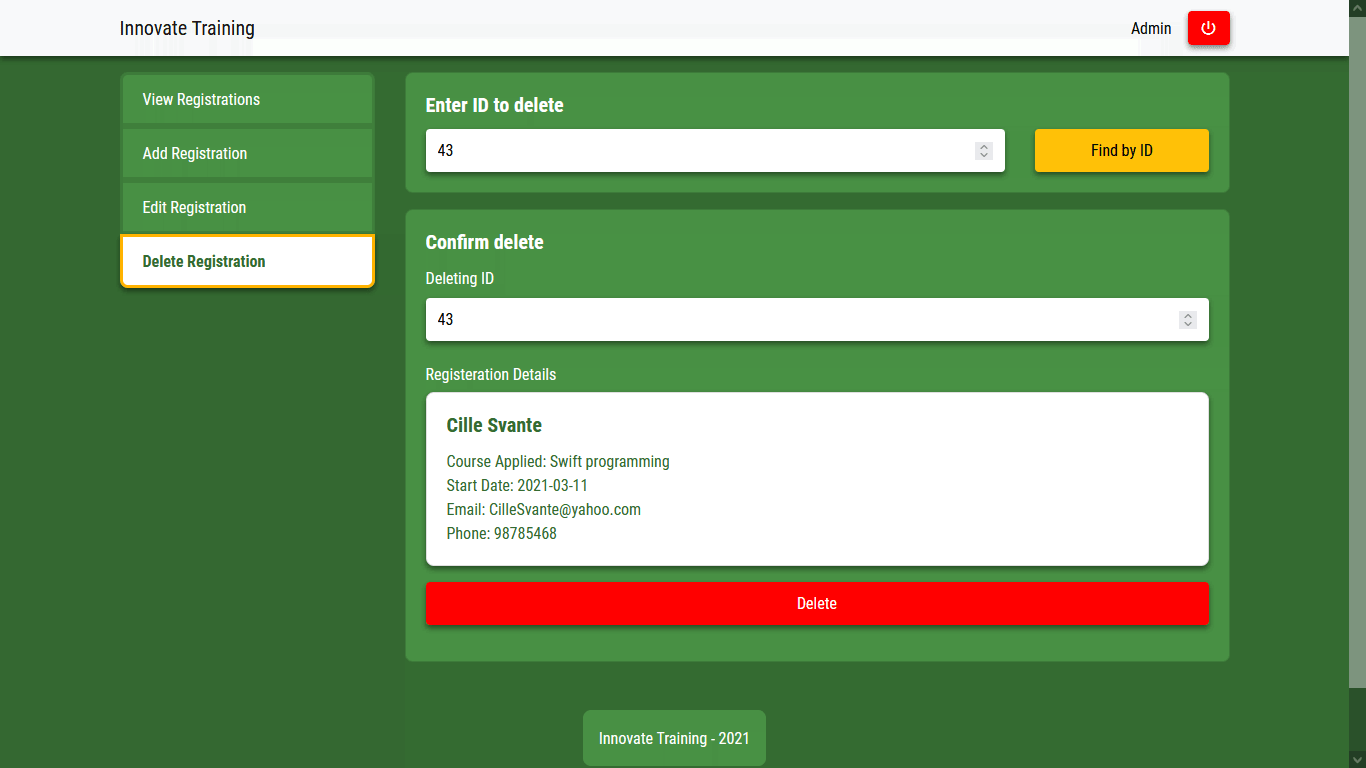 Innovate Training
Admin
View Registrations
Add Registration
Edit Registration
Delete Registration
Enter ID to delete
43
Find by ID
Confirm delete
Deleting ID
43
Registeration Details
Cille Svante
Course Applied: Swift programming
Start Date: 2021-03-11
Email: CilleSvante@yahoo.com
Phone: 98785468
Delete
Innovate Training - 2021